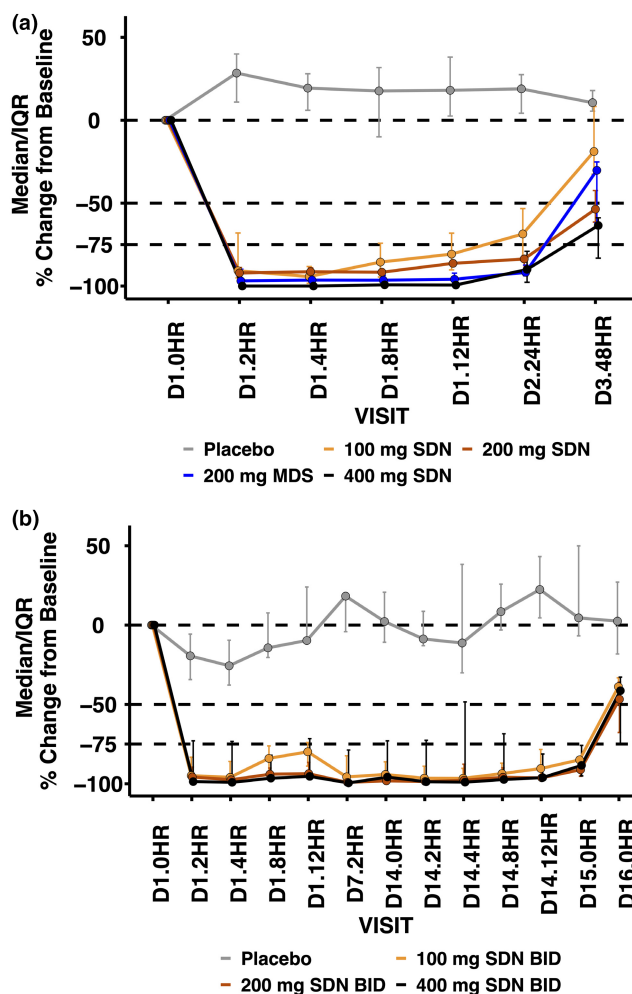 (a)
Median/IQR
% Change from Baseline
50
0
−50
−75
−100
D1.0HR
D1.2HR
D1.4HR
D1.8HR
D1.12HR
D2.24HR
D3.48HR
VISIT
Placebo 100 mg SDN 200 mg SDN
200 mg MDS 400 mg SDN
(b)
Median/IQR
% Change from Baseline
50
0
−50
−75
−100
D1.0HR
D1.2HR
D1.4HR
D1.8HR
D1.12HR
D7.2HR
D14.0HR
D14.2HR
D14.4HR
D14.8HR
D14.12HR
D15.0HR
D16.0HR
VISIT
Placebo 100 mg SDN BID
200 mg SDN BID 400 mg SDN BID